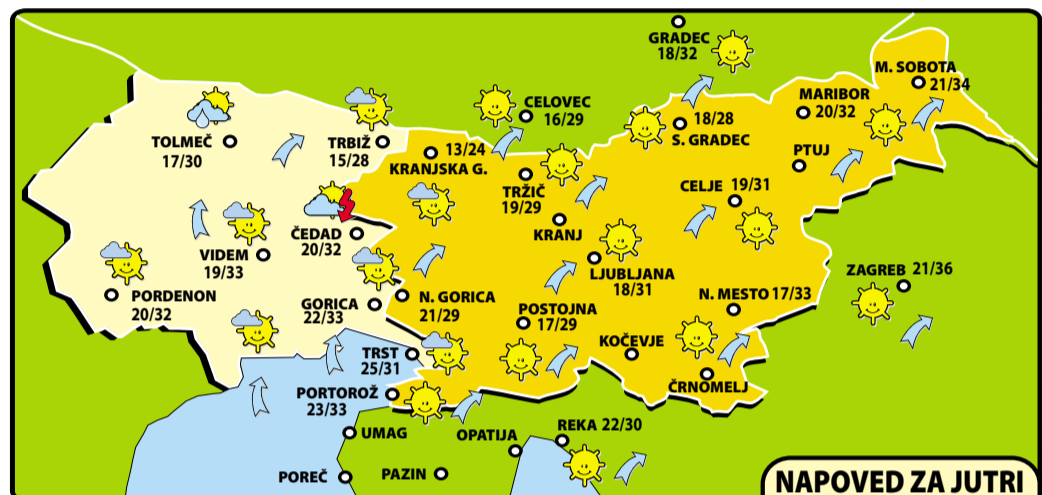 GRADEC
18/32
M. SOBOTA
21/34
MARIBOR
20/32
CELOVEC
16/29
18/28
S. GRADEC
TOLMEČ
17/30
TRBIŽ
15/28
13/24
KRANJSKA G.
PTUJ
TRŽIČ
19/29
CELJE 19/31
KRANJ
ČEDAD
20/32
VIDEM
19/33
LJUBLJANA
18/31
ZAGREB 21/36
PORDENON
20/32
GORICA
22/33
N. GORICA
21/29
N. MESTO 17/33
POSTOJNA
17/29
KOČEVJE
TRST
25/31
ČRNOMELJ
PORTOROŽ
23/33
UMAG
OPATIJA
REKA 22/30
POREČ
PAZIN
NAPOVED ZA JUTRI